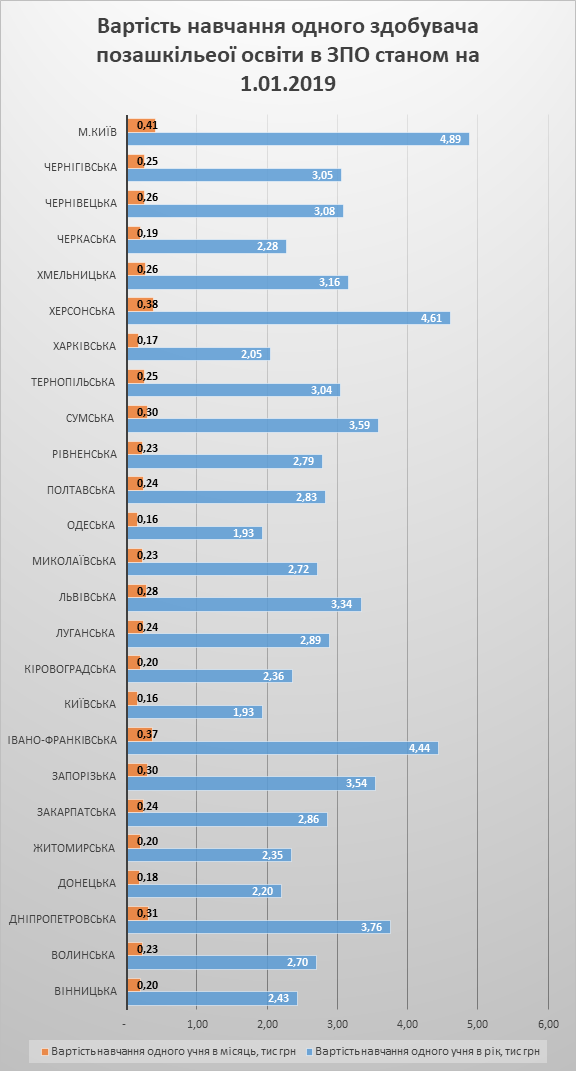 Вартість навчання одного здобувача
позашкільеої освіти в ЗПО станом на
1.01.2019
М.КИЇВ 0,41 4,89
ЧЕРНІГІВСЬКА 0,25 3,05
ЧЕРНІВЕЦЬКА 0,26 3,08
ЧЕРКАСЬКА 0,19 2,28
ХМЕЛЬНИЦЬКА 0,26 3,16
ХЕРСОНСЬКА 0,38 4,61
ХАРКІВСЬКА 0,17 2,05
ТЕРНОПІЛЬСЬКА 0,25 3,04
СУМСЬКА 0,30 3,59
РІВНЕНСЬКА 0,23 2,79
ПОЛТАВСЬКА 0,24 2,83
ОДЕСЬКА 0,16 1,93
МИКОЛАЇВСЬКА 0,23 2,72
ЛЬВІВСЬКА 0,28 3,34
ЛУГАНСЬКА 0,24 2,89
КІРОВОГРАДСЬКА 0,20 2,36
КИЇВСЬКА 0,16 1,93
ІВАНО-ФРАНКІВСЬКА 0,37 4,44
ЗАПОРІЗЬКА 0,30 3,54
ЗАКАРПАТСЬКА 0,24 2,86
ЖИТОМИРСЬКА 0,20 2,35
ДОНЕЦЬКА 0,18 2,20
ДНІПРОПЕТРОВСЬКА 0,31 3,76
ВОЛИНСЬКА 0,23 2,70
ВІННИЦЬКА 0,20 2,43
- 1,00 2,00 3,00 4,00 5,00 6,00
Вартість навчання одного учня в місяць, тис грн Вартість навчання одного учня в рік, тис грн